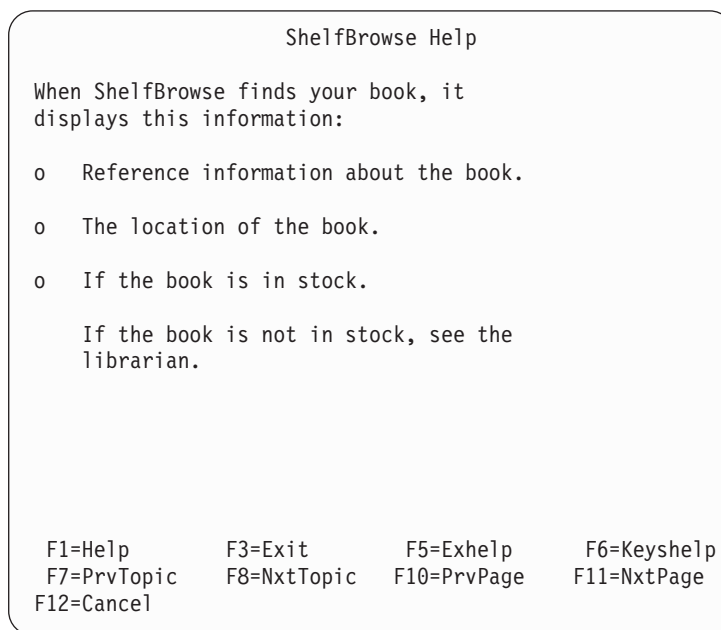 ShelfBrowse Help
When ShelfBrowse finds your book, it
displays this information:
o Reference information about the book.
o The location of the book.
o If the book is in stock.
If the book is not in stock, see the
librarian.
F1=Help F3=Exit F5=Exhelp F6=Keyshelp
F7=PrvTopic F8=NxtTopic F10=PrvPage F11=NxtPage
F12=Cancel